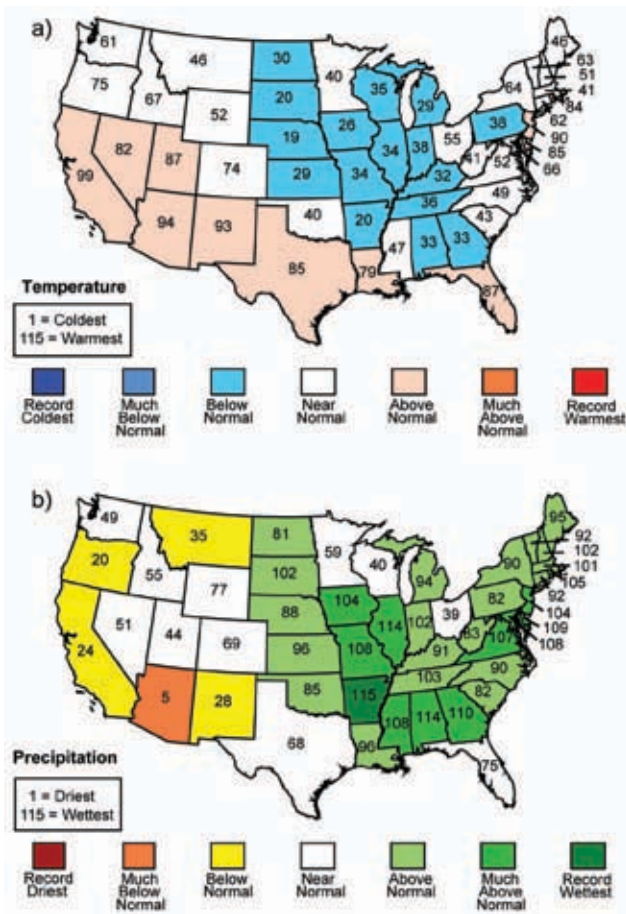 a)
61
46
30
40
46
63
51
41
84
62
90
85
66
75
67
52
20
35
29
64
38
19
26
55
99
82
87
74
29
34
34
38
41
52
32
36
49
43
94
93
40
20
47
33
33
85
79
87
Temperature
1 = Coldest
115 = Warmest
Record
Coldest
Much
Below
Normal
Below
Normal
Near
Normal
Above
Normal
Much
Above
Normal
Record
Warmest
b)
49
35
81
59
95
92
102
101
105
92
104
109
108
20
55
77
102
40
94
90
82
88
104
39
24
51
44
69
96
108
114
102
83
107
91
103
90
82
5
28
85
115
108
114
110
68
96
75
Precipitation
1 = Driest
115 = Wettest
Record
Driest
Much
Below
Normal
Below
Normal
Near
Normal
Above
Normal
Much
Above
Normal
Record
Wettest